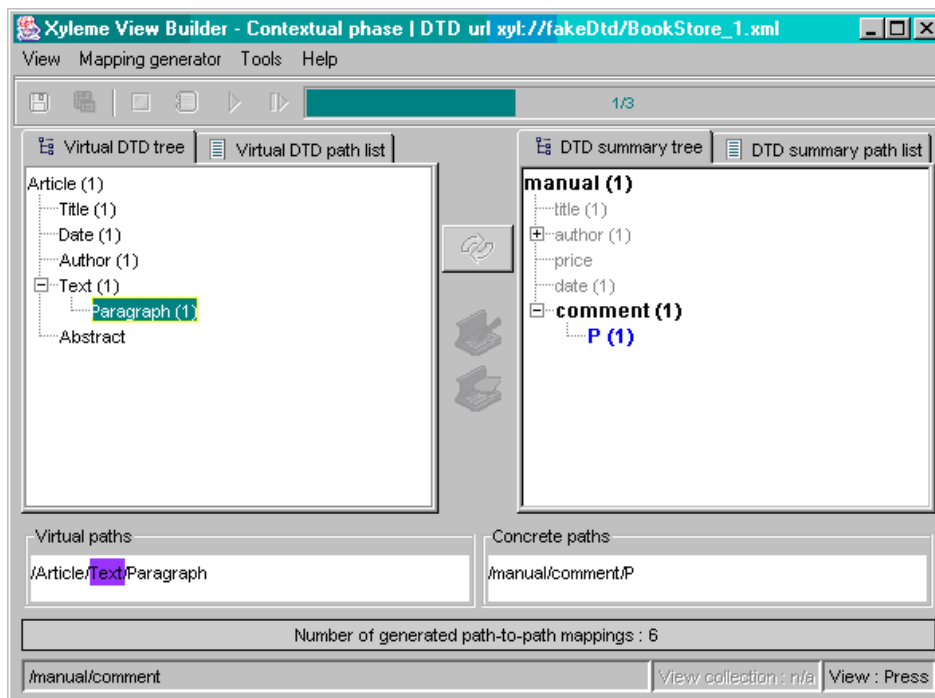 Xyleme View Builder - Contextual phase | DTD url xyl://fakeDtd/BookStore_1.xml
View Mapping generator Tools Help
1/3
Virtual DTD tree Virtual DTD path list DTD summary tree DTD summary path list
Article (1)
Title (1)
Date (1)
Author (1)
Text (1)
Paragraph (1)
Abstract
manual (1)
title (1)
author (1)
price
date (1)
comment (1)
P (1)
Virtual paths
/Article/Text/Paragraph
Concrete paths
/manual/comment/P
Number of generated path-to-path mappings : 6
/manual/comment View collection : n/a View : Press